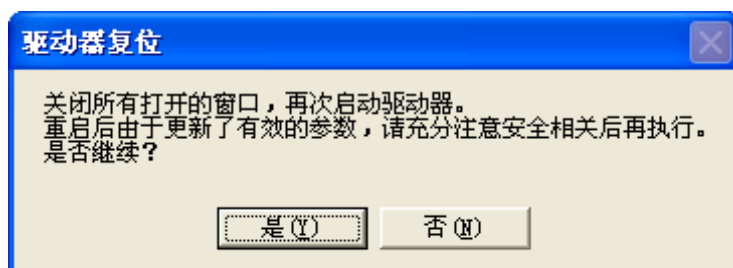 驱动器复位
关闭所有打开的窗口，再次启动驱动器。
重启后由于更新了有效的参数，请充分注意安全相关后再执行。
是否继续？
是(Y) 否(N)